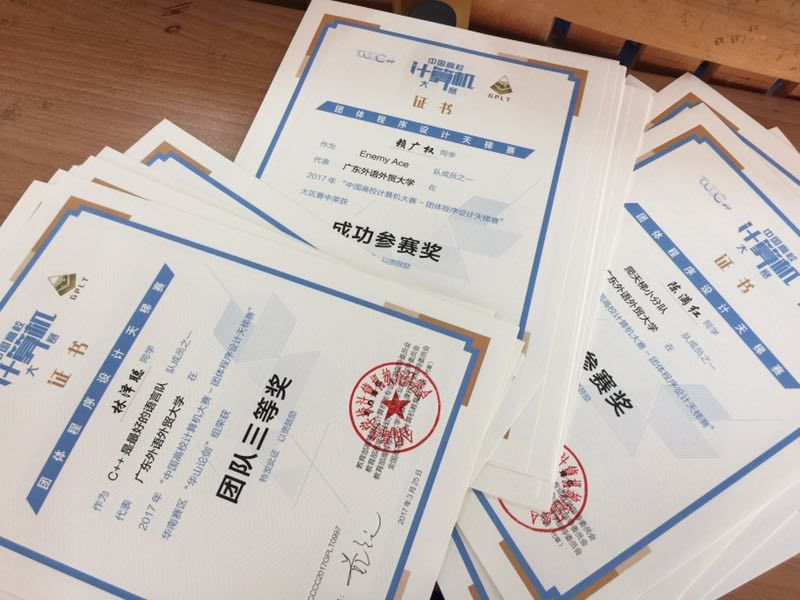 中国高校
计算机
大赛
GPLT
证书
团体程序设计天梯赛
赖广权 同学
作为 Enemy Ace 队成员之一
代表 广东外语外贸大学 在
2017年“中国高校计算机大赛-团体程序设计天梯赛”
大区赛中荣获
成功参赛奖
以资鼓励
中国高校
计算机
大赛
GPLT
证书
团体程序设计天梯赛
林泽聪 同学
作为 C++是最好的语言队 队成员之一
代表 广东外语外贸大学 在
2017年“中国高校计算机大赛-团体程序设计天梯赛”
华南赛区“华山论剑”组荣获
团队三等奖
特发此证 以资鼓励
2017年3月25日
CCCC2017GPLT0997
中国高校
计算机
大赛
证书
团体程序设计天梯赛
陈满红 同学
爬天梯小分队 队成员之一
广东外语外贸大学 在
中国高校计算机大赛-团体程序设计天梯赛”
参赛奖
以资鼓励